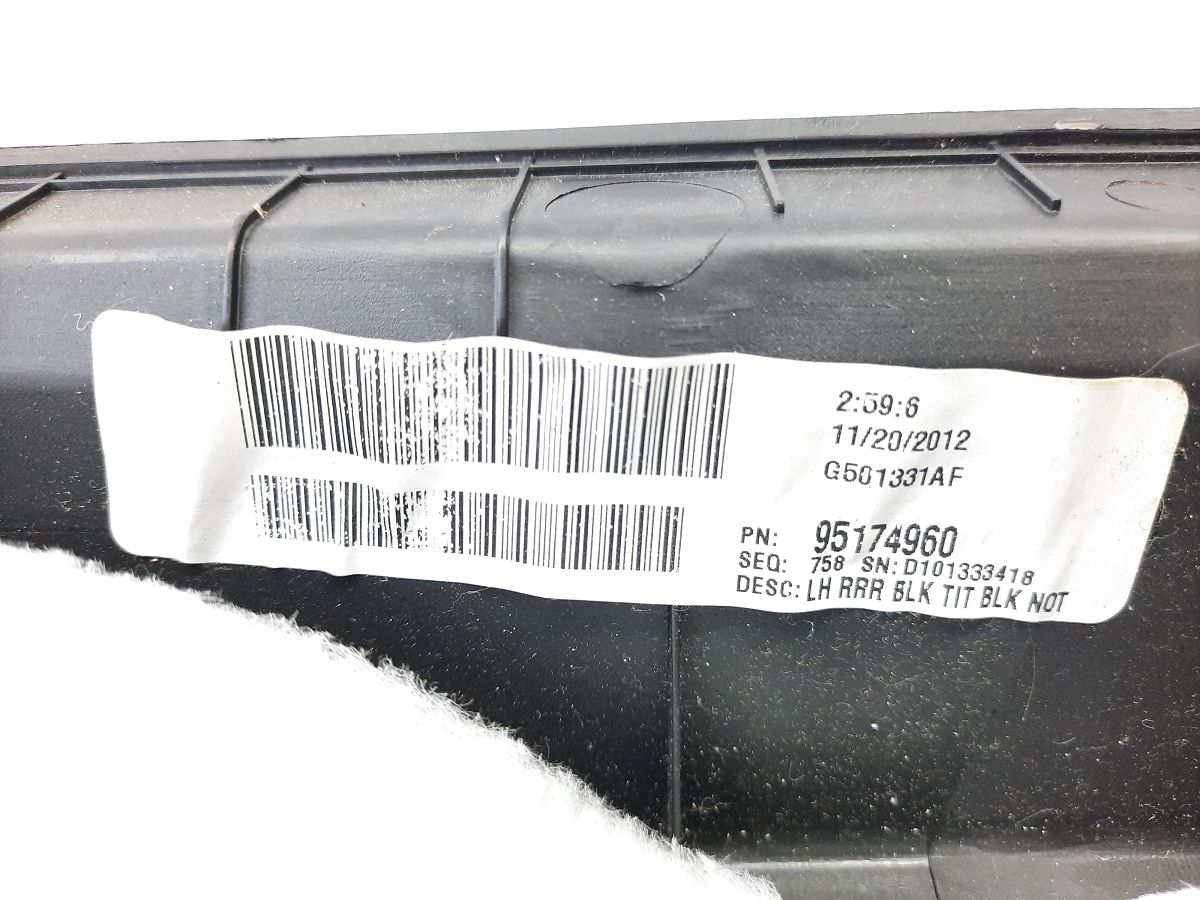 2:59:6
11/20/2012
G501331AF
PN: 95174960
SEQ: 758 SN: D101333418
DESC: LH RRR BLK TIT BLK NOT